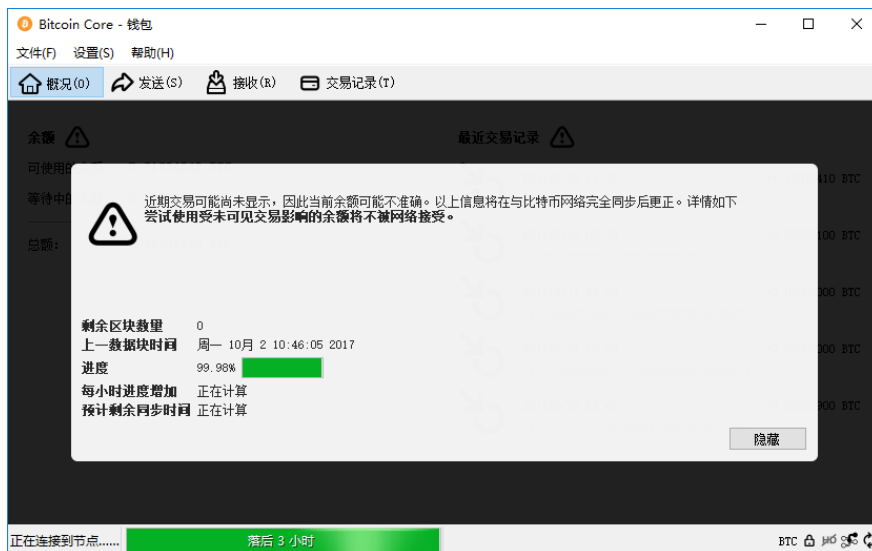 Bitcoin Core - 钱包
文件(F) 设置(S) 帮助(H)
概况(O) 发送(S) 接收(R) 交易记录(T)
余额 最近交易记录
可使用的
等待中的
410 BTC
近期交易可能尚未显示，因此当前余额可能不准确。以上信息将在与比特币网络完全同步后更正。详情如下
尝试使用受未可见交易影响的余额将不被网络接受。
总额:
100 BTC
000 BTC
剩余区块数量 0
上一数据块时间 周一 10月 2 10:46:05 2017
000 BTC
进度 99.98%
每小时进度增加 正在计算
预计剩余同步时间 正在计算
900 BTC
隐藏
正在连接到节点...... 落后 3 小时 BTC HD